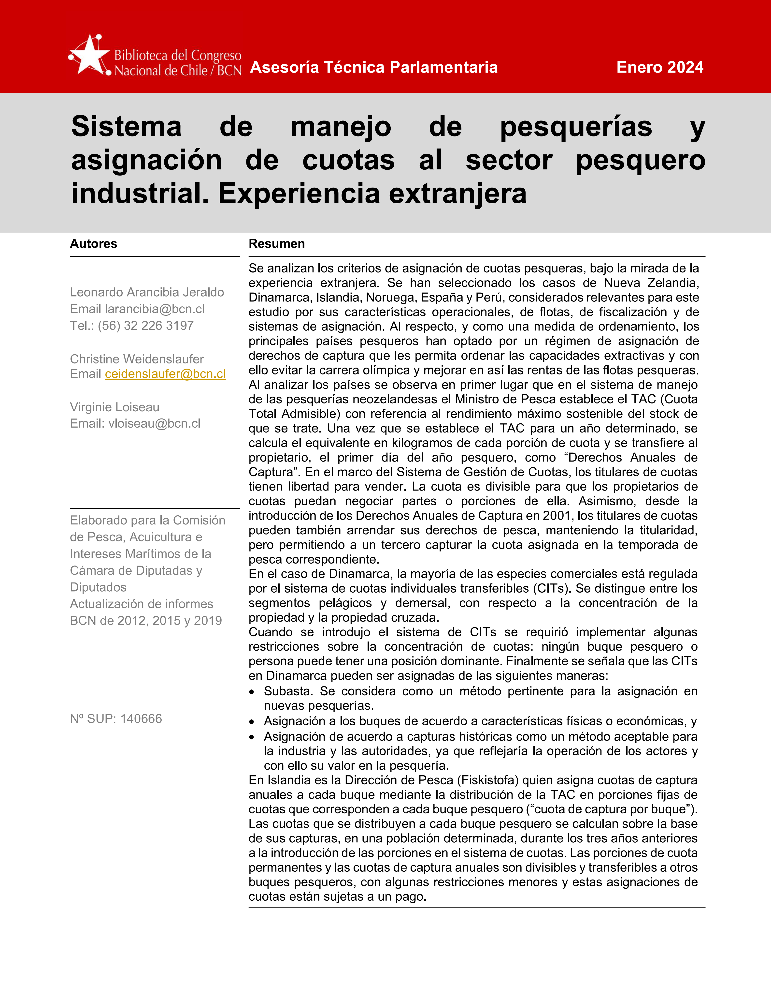 Biblioteca del Congreso
Nacional de Chile / BCN
Asesoría Técnica Parlamentaria
Enero 2024
Sistema de manejo de pesquerías y
asignación de cuotas al sector pesquero
industrial. Experiencia extranjera
Autores
Leonardo Arancibia Jeraldo
Email larancibia@bcn.cl
Tel.: (56) 32 226 3197
Christine Weidenslaufer
Email ceidenslaufer@bcn.cl
Virginie Loiseau
Email: vloiseau@bcn.cl
Elaborado para la Comisión
de Pesca, Acuicultura e
Intereses Marítimos de la
Cámara de Diputadas y
Diputados
Actualización de informes
BCN de 2012, 2015 y 2019
Nº SUP: 140666
Resumen
Se analizan los criterios de asignación de cuotas pesqueras, bajo la mirada de la
experiencia extranjera. Se han seleccionado los casos de Nueva Zelandia,
Dinamarca, Islandia, Noruega, España y Perú, considerados relevantes para este
estudio por sus características operacionales, de flotas, de fiscalización y de
sistemas de asignación. Al respecto, y como una medida de ordenamiento, los
principales países pesqueros han optado por un régimen de asignación de
derechos de captura que les permita ordenar las capacidades extractivas y con
ello evitar la carrera olímpica y mejorar en así las rentas de las flotas pesqueras.
Al analizar los países se observa en primer lugar que en el sistema de manejo
de las pesquerías neozelandesas el Ministro de Pesca establece el TAC (Cuota
Total Admisible) con referencia al rendimiento máximo sostenible del stock de
que se trate. Una vez que se establece el TAC para un año determinado, se
calcula el equivalente en kilogramos de cada porción de cuota y se transfiere al
propietario, el primer día del año pesquero, como “Derechos Anuales de
Captura”. En el marco del Sistema de Gestión de Cuotas, los titulares de cuotas
tienen libertad para vender. La cuota es divisible para que los propietarios de
cuotas puedan negociar partes o porciones de ella. Asimismo, desde la
introducción de los Derechos Anuales de Captura en 2001, los titulares de cuotas
pueden también arrendar sus derechos de pesca, manteniendo la titularidad,
pero permitiendo a un tercero capturar la cuota asignada en la temporada de
pesca correspondiente.
En el caso de Dinamarca, la mayoría de las especies comerciales está regulada
por el sistema de cuotas individuales transferibles (CITs). Se distingue entre los
segmentos pelágicos y demersal, con respecto a la concentración de la
propiedad y la propiedad cruzada.
Cuando se introdujo el sistema de CITs se requirió implementar algunas
restricciones sobre la concentración de cuotas: ningún buque pesquero o
persona puede tener una posición dominante. Finalmente se señala que las CITs
en Dinamarca pueden ser asignadas de las siguientes maneras:
• Subasta. Se considera como un método pertinente para la asignación en
nuevas pesquerías.
• Asignación a los buques de acuerdo a características físicas o económicas, y
• Asignación de acuerdo a capturas históricas como un método aceptable para
la industria y las autoridades, ya que reflejaría la operación de los actores y
con ello su valor en la pesquería.
En Islandia es la Dirección de Pesca (Fiskistofa) quien asigna cuotas de captura
anuales a cada buque mediante la distribución de la TAC en porciones fijas de
cuotas que corresponden a cada buque pesquero (“cuota de captura por buque”).
Las cuotas que se distribuyen a cada buque pesquero se calculan sobre la base
de sus capturas, en una población determinada, durante los tres años anteriores
a la introducción de las porciones en el sistema de cuotas. Las porciones de cuota
permanentes y las cuotas de captura anuales son divisibles y transferibles a otros
buques pesqueros, con algunas restricciones menores y estas asignaciones de
cuotas están sujetas a un pago.